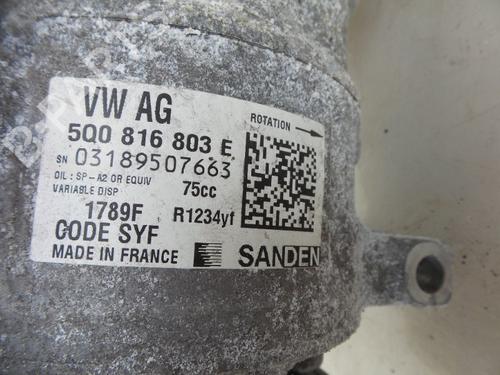 VW AG
ROTATION
5Q0 816 803 E
SN 03189507663
OIL : SP-A2 OR EQUIV 75cc
VARIABLE DISP
1789F R1234yf
CODE SYF
MADE IN FRANCE SANDEN